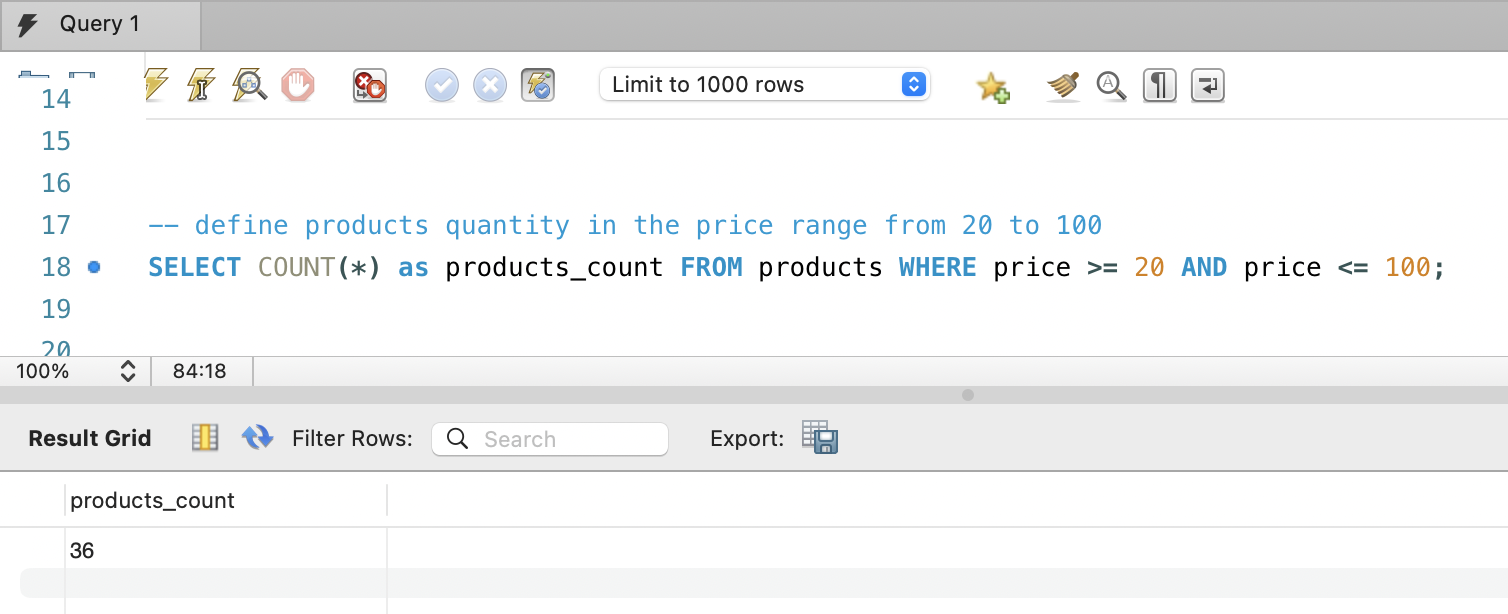 Query 1
Limit to 1000 rows
14
15
16
17 -- define products quantity in the price range from 20 to 100
18 SELECT COUNT(*) as products_count FROM products WHERE price >= 20 AND price <= 100;
19
20
100% 84:18
Result Grid Filter Rows: Search Export:
products_count
36